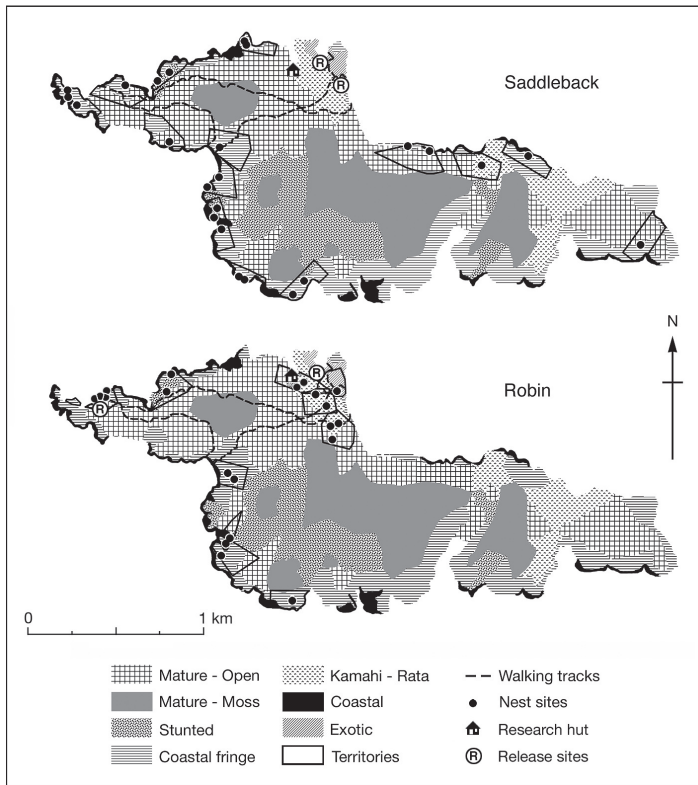 Saddleback
R
R
N
R
Robin
R
0 1 km
Mature - Open Kamahi - Rata Walking tracks
Mature - Moss Coastal Nest sites
Stunted Exotic Research hut
Coastal fringe Territories R Release sites